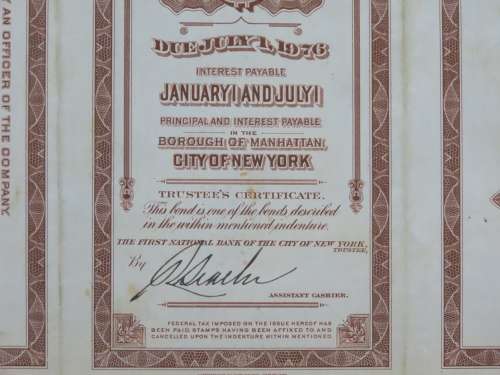 Y AN OFFICER OF THE COMPANY.
DUE JULY 1, 1976
INTEREST PAYABLE
JANUARY 1 AND JULY 1
PRINCIPAL AND INTEREST PAYABLE
IN THE
BOROUGH OF MANHATTAN
CITY OF NEW YORK
TRUSTEE'S CERTIFICATE.
This bond is one of the bonds described
in the within mentioned indenture.
THE FIRST NATIONAL BANK OF THE CITY OF NEW YORK,
TRUSTEE,
By
ASSISTANT CASHIER.
FEDERAL TAX IMPOSED ON THE ISSUE HEREOF HAS
BEEN PAID, STAMPS HAVING BEEN AFFIXED TO AND
CANCELLED UPON THE INDENTURE WITHIN MENTIONED.